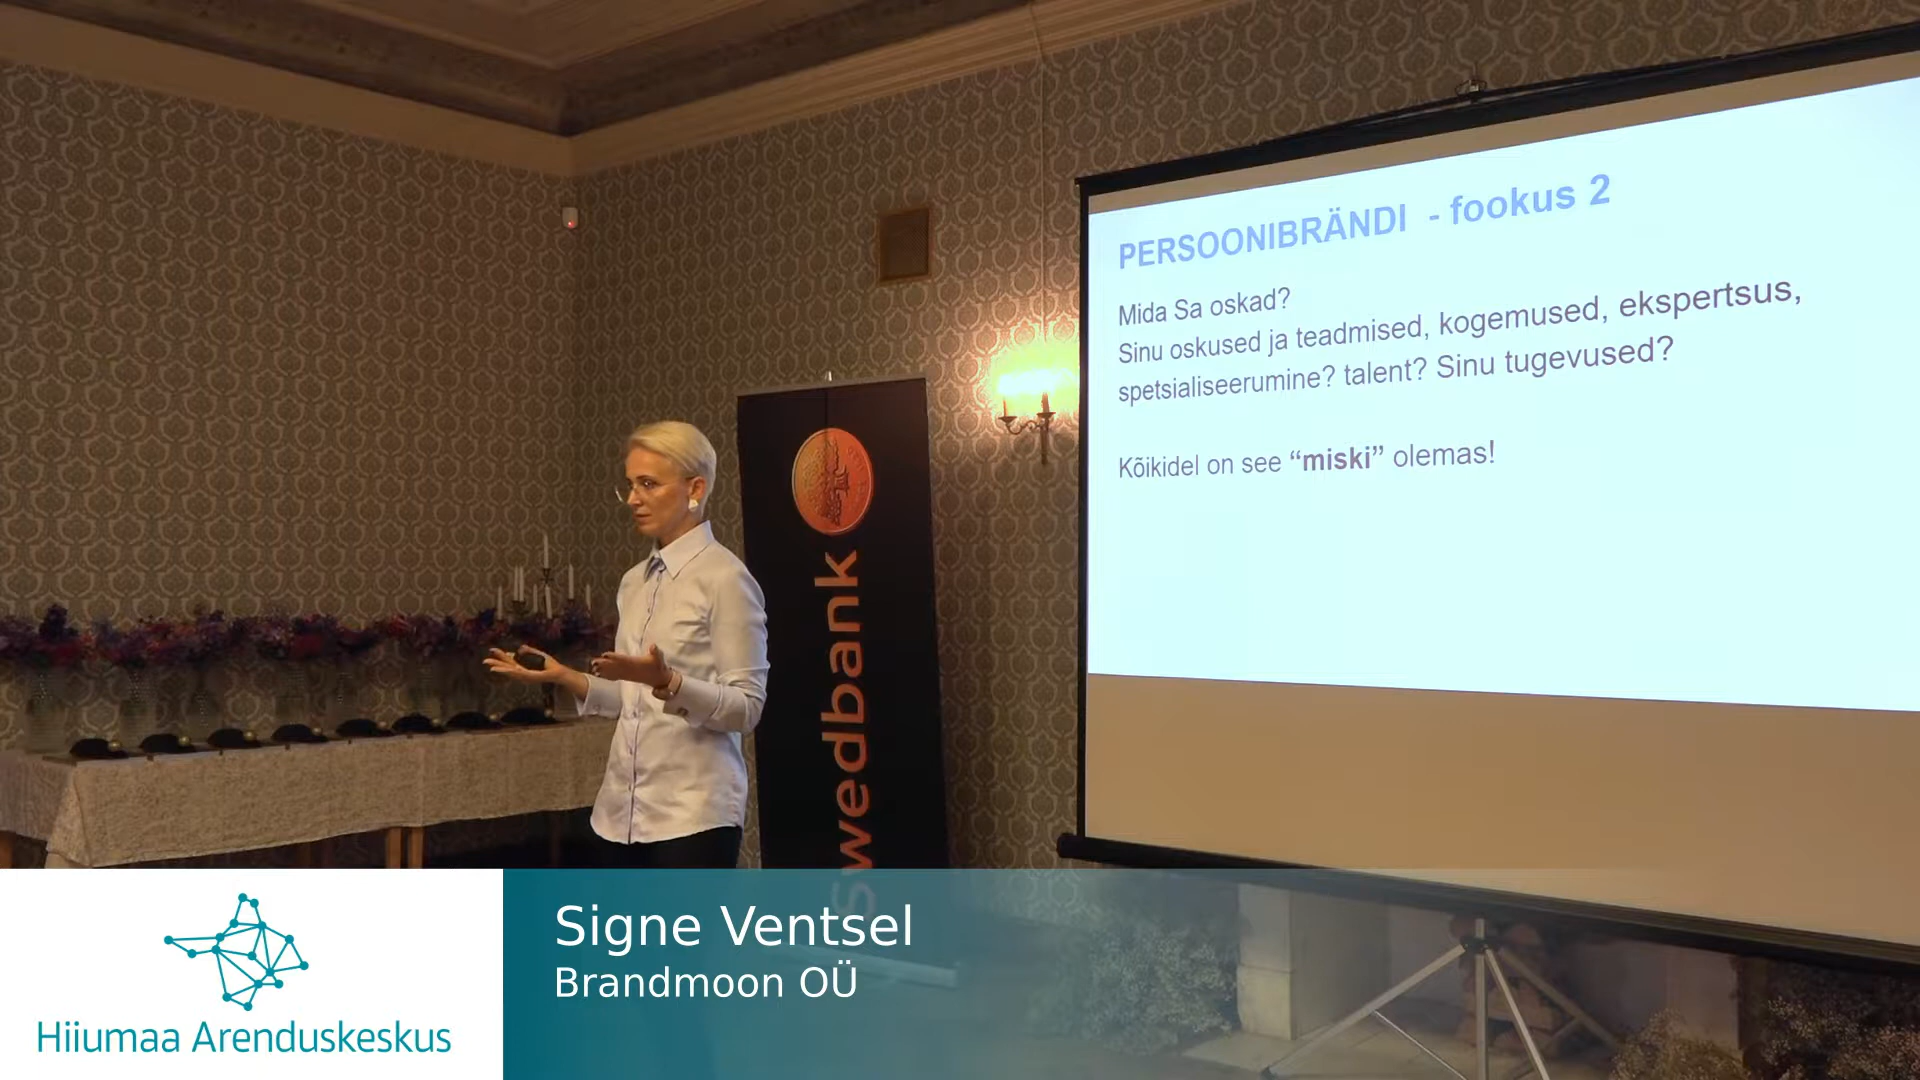 PERSOONIBRÄNDI - fookus 2
Mida Sa oskad?
Sinu oskused ja teadmised, kogemused, ekspertsus,
spetsialiseerumine? talent? Sinu tugevused?
Kõikidel on see “miski” olemas!
Swedbank
Signe Ventsel
Brandmoon OÜ
Hiiumaa Arenduskeskus